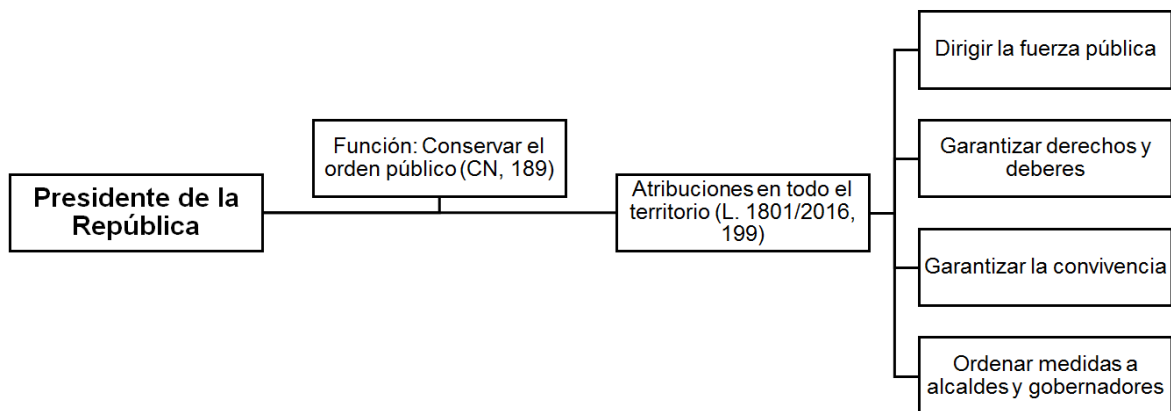 Presidente de la
República
Función: Conservar el
orden público (CN, 189)
Atribuciones en todo el
territorio (L. 1801/2016,
199)
Dirigir la fuerza pública
Garantizar derechos y
deberes
Garantizar la convivencia
Ordenar medidas a
alcaldes y gobernadores